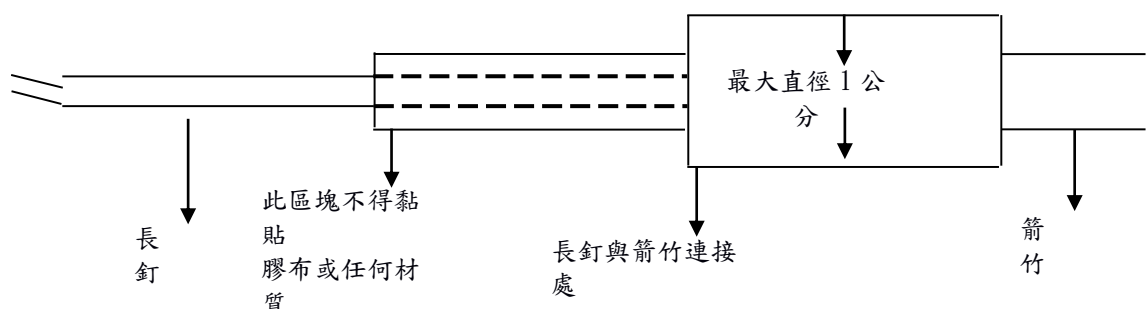 最大直徑1公
分
此區塊不得黏
貼
膠布或任何材
質
長
釘
長釘與箭竹連接
處
箭
竹